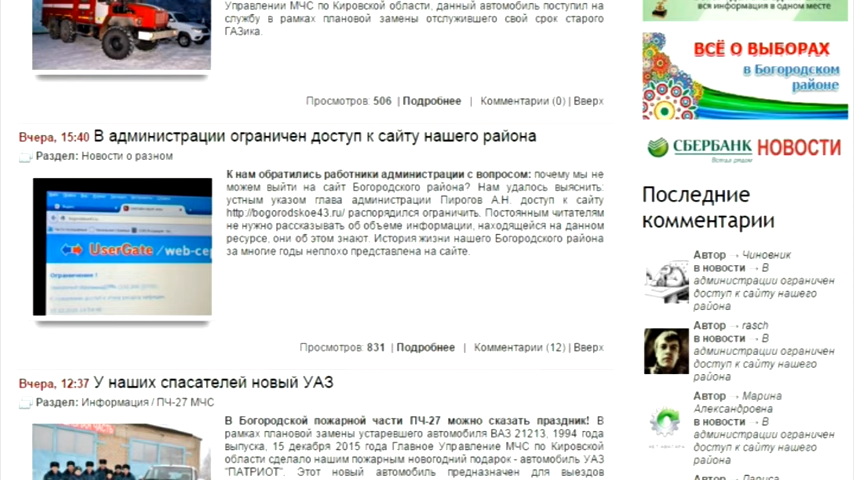 Управлении МЧС по Кировской области, данный автомобиль поступил на
службу в рамках плановой замены отслужившего свой срок старого
ГАЗика.
Просмотров: 506 | Подробнее | Комментарии (0) | Вверх
Вчера, 15:40 В администрации ограничен доступ к сайту нашего района
Раздел: Новости о разном
К нам обратились работники администрации с вопросом: почему мы не
можем выйти на сайт Богородского района? Нам удалось выяснить:
устным указом глава администрации Пирогов А.Н. доступ к сайту
http://bogorodskoe43.ru/ распорядился ограничить. Постоянным читателям
не нужно рассказывать об объеме информации, находящейся на данном
ресурсе, они об этом знают. История жизни нашего Богородского района
за многие годы неплохо представлена на сайте.
UserGate /web-сер
Ограничения !
Просмотров: 831 | Подробнее | Комментарии (12) | Вверх
Вчера, 12:37 У наших спасателей новый УАЗ
Раздел: Информация / ПЧ-27 МЧС
В Богородской пожарной части ПЧ-27 можно сказать праздник! В
рамках плановой замены устаревшего автомобиля ВАЗ 21213, 1994 года
выпуска, 15 декабря 2015 года Главное Управление МЧС по Кировской
области сделало нашим пожарным новогодний подарок - автомобиль УАЗ
"ПАТРИОТ". Этот новый автомобиль предназначен для выездов
вся информация в одном месте
ВСЁ О ВЫБОРАХ
в Богородском
районе
СБЕРБАНК НОВОСТИ
Всегда рядом
Последние
комментарии
Автор → Чиновник
в новости → В
администрации ограничен
доступ к сайту нашего
района
Автор → rasch
в новости → В
администрации ограничен
доступ к сайту нашего
района
Автор → Марина
Александровна
в новости → В
администрации ограничен
доступ к сайту нашего
района